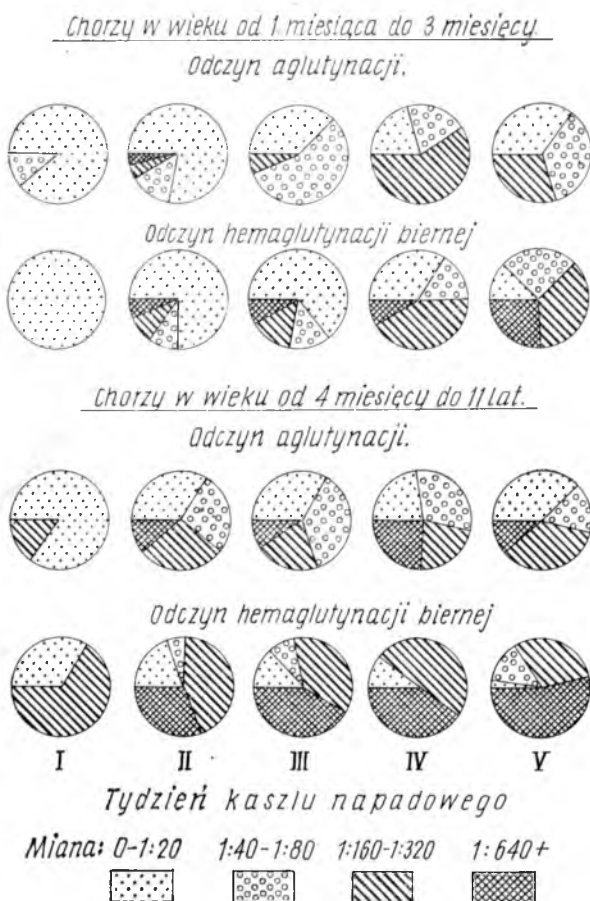 Chorzy w wieku od 1 miesiąca do 3 miesięcy.
Odczyn aglutynacji.
Odczyn hemaglutynacji biernej
Chorzy w wieku od 4 miesięcy do 11 lat.
Odczyn aglutynacji.
Odczyn hemaglutynacji biernej
I II III IV V
Tydzień kaszlu napadowego
Miana: 0-1:20 1:40-1:80 1:160-1:320 1:640+